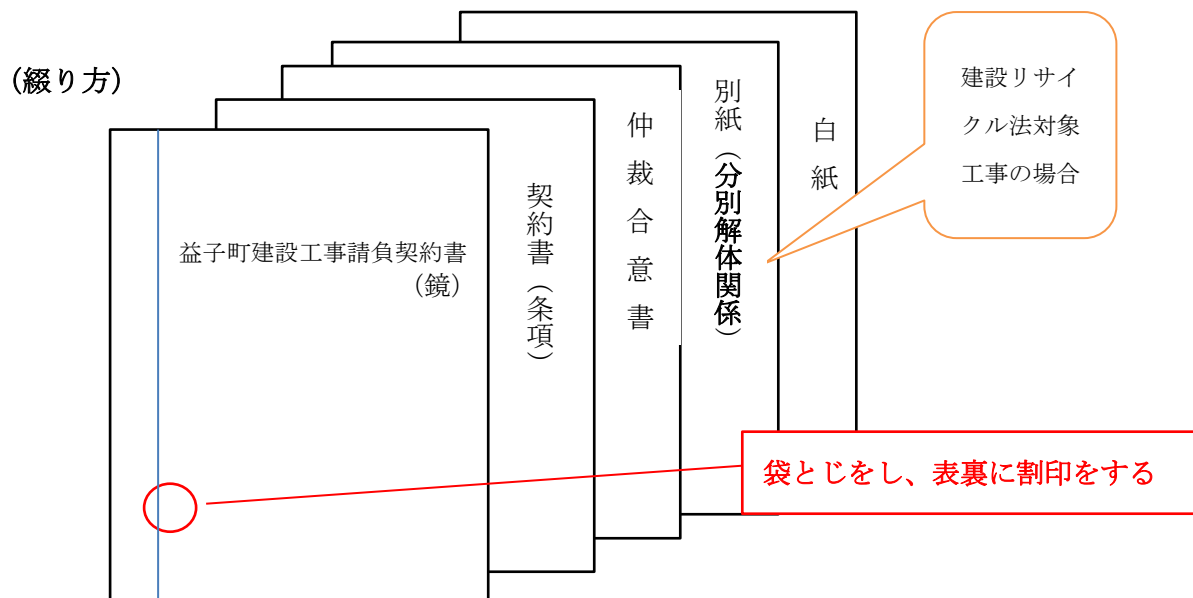 (綴り方)
益子町建設工事請負契約書
(鏡)
契約書(条項)
仲裁合意書
別紙(分別解体関係)
白紙
建設リサイ
クル法対象
工事の場合
袋とじをし、表裏に割印をする